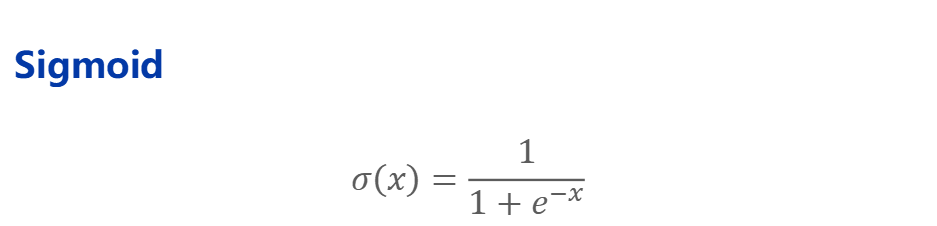 Sigmoid
σ(x) = 1 / (1 + e^{-x})